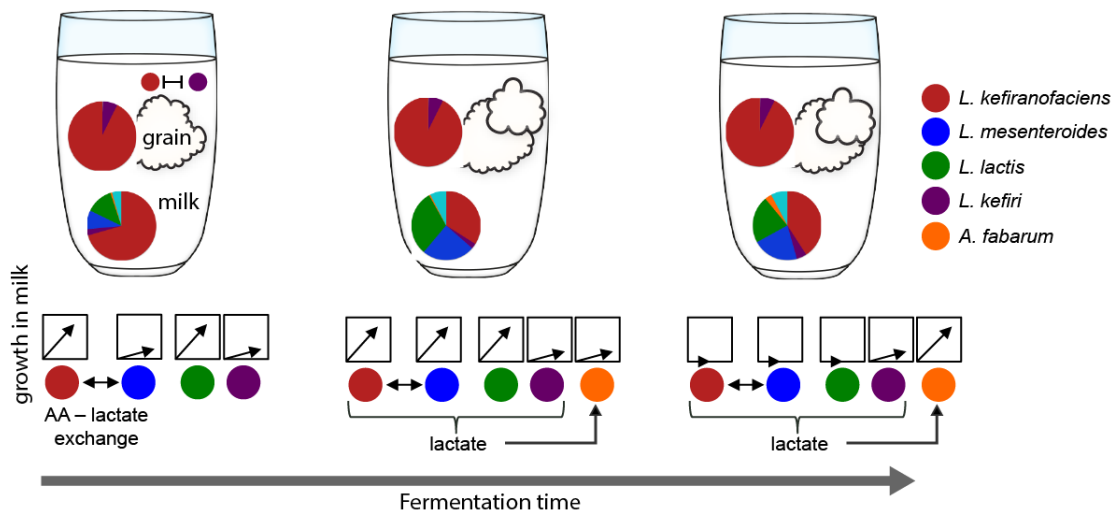 grain
milk
L. kefiranofaciens
L. mesenteroides
L. lactis
L. kefiri
A. fabarum
growth in milk
AA – lactate
exchange
lactate
lactate
Fermentation time